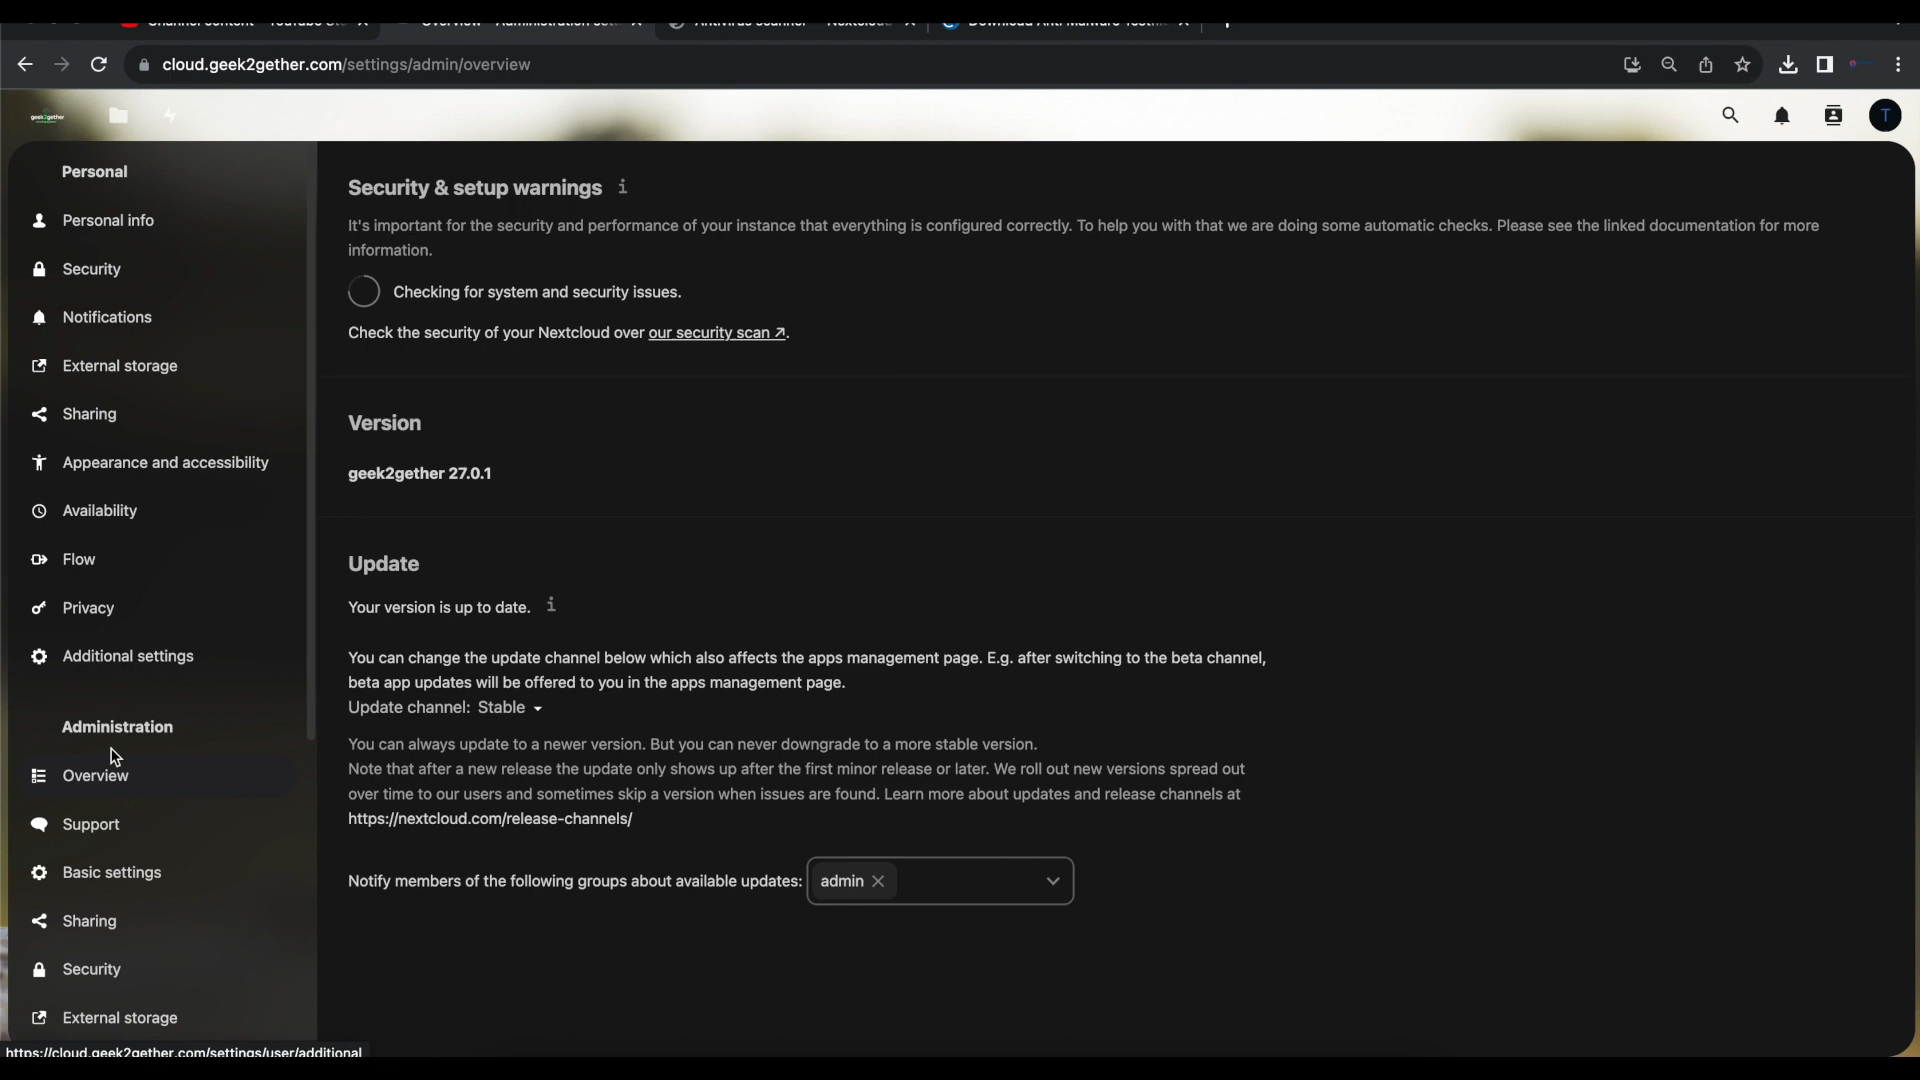 cloud.geek2gether.com/settings/admin/overview
geek2gether
T
Personal
Personal info
Security
Notifications
External storage
Sharing
Appearance and accessibility
Availability
Flow
Privacy
Additional settings
Administration
Overview
Support
Basic settings
Sharing
Security
External storage
Security & setup warnings
It's important for the security and performance of your instance that everything is configured correctly. To help you with that we are doing some automatic checks. Please see the linked documentation for more
information.
Checking for system and security issues.
Check the security of your Nextcloud over our security scan ↗.
Version
geek2gether 27.0.1
Update
Your version is up to date.
You can change the update channel below which also affects the apps management page. E.g. after switching to the beta channel,
beta app updates will be offered to you in the apps management page.
Update channel: Stable
You can always update to a newer version. But you can never downgrade to a more stable version.
Note that after a new release the update only shows up after the first minor release or later. We roll out new versions spread out
over time to our users and sometimes skip a version when issues are found. Learn more about updates and release channels at
https://nextcloud.com/release-channels/
Notify members of the following groups about available updates: admin
https://cloud.geek2gether.com/settings/user/additional